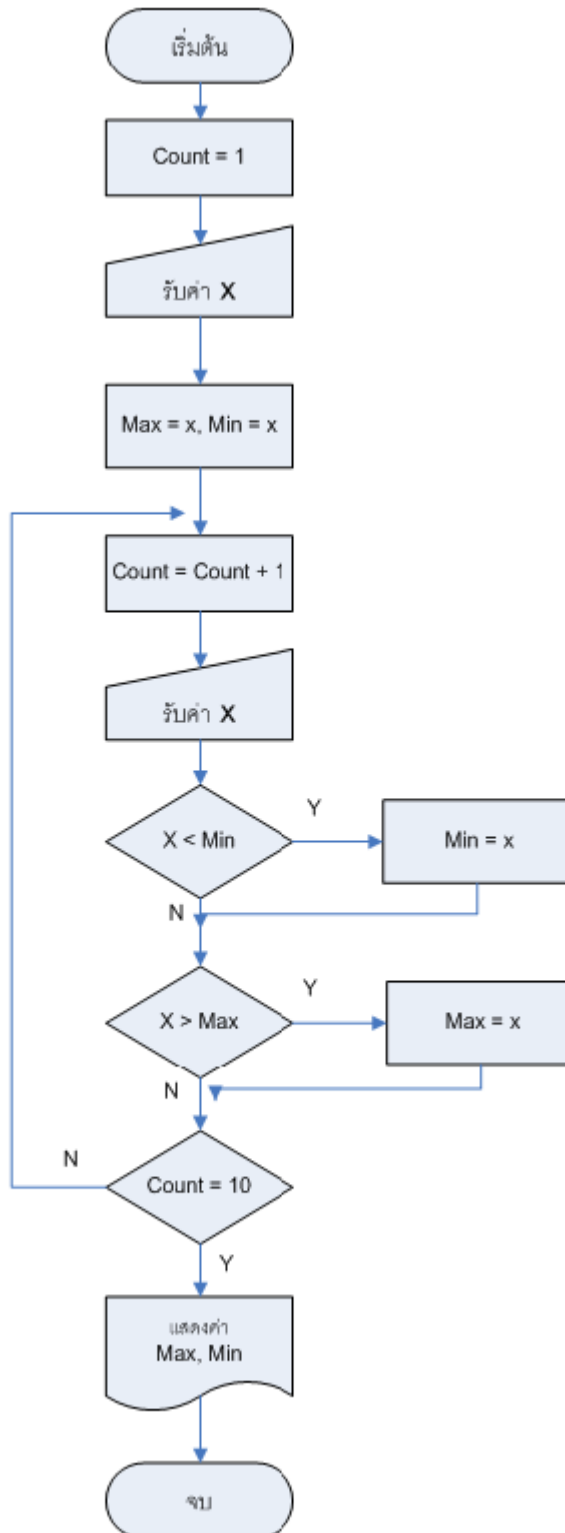 เริ่มต้น
Count = 1
รับค่า X
Max = x, Min = x
Count = Count + 1
รับค่า X
X < Min
Y
Min = x
N
X > Max
Y
Max = x
N
Count = 10
N
Y
แสดงค่า
Max, Min
จบ